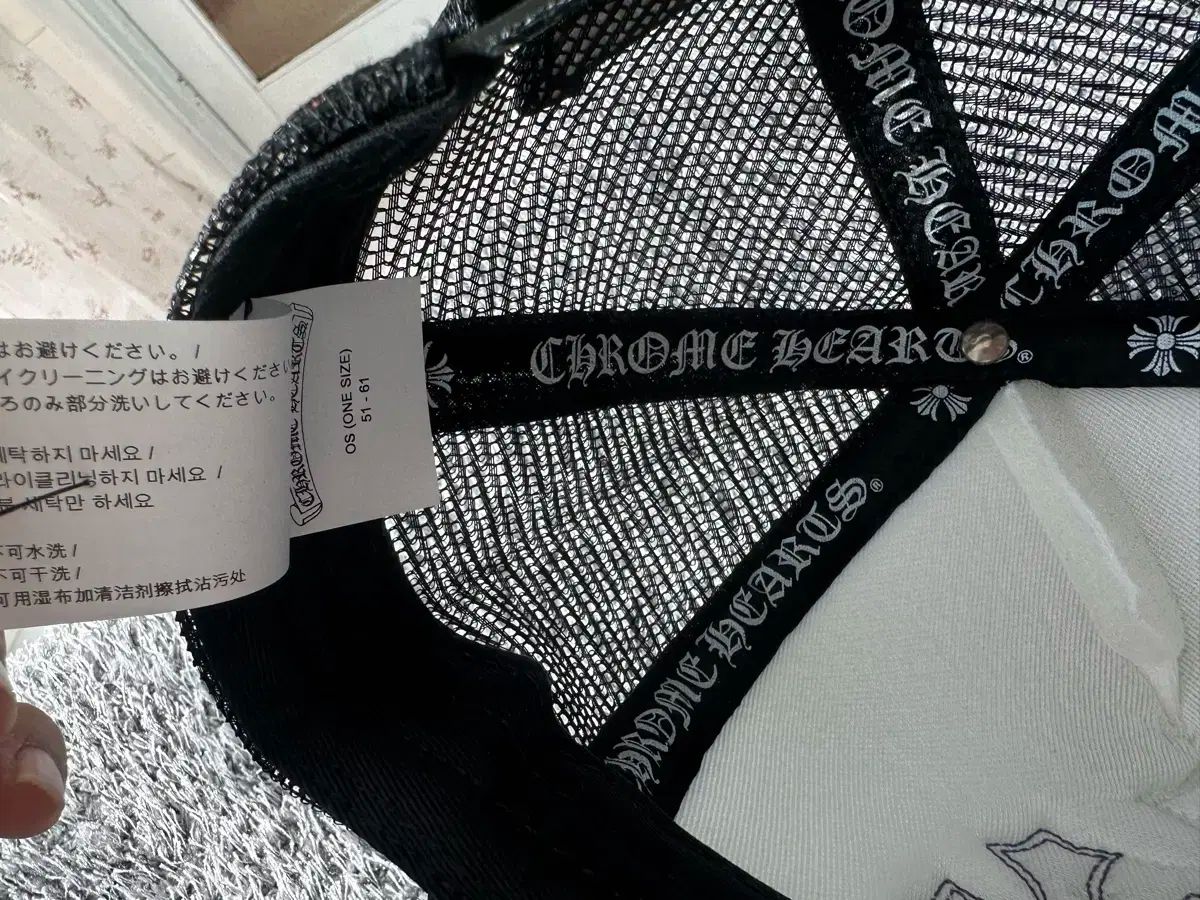 はお避けください。 /
イクリーニングはお避けくださ
ろのみ部分洗いしてください。
하지 마세요 /
라이클리닝하지 마세요 /
세탁만 하세요
不可水洗 /
不可干洗 /
可用湿布加清洁剂擦拭沾污处
CHROME HEARTS
OS (ONE SIZE)
51 - 61
CHROME HEARTS ®
CHROME HEARTS ®
CHROM
OME HEAR